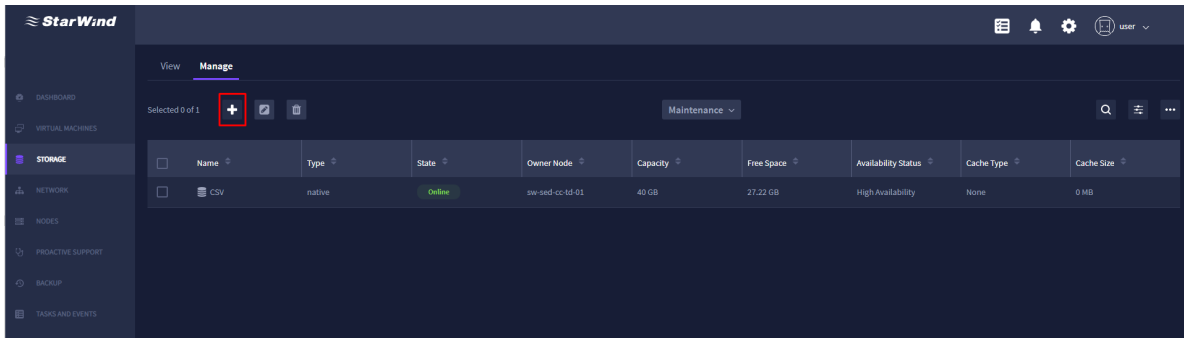 StarWind
user
View Manage
DASHBOARD
Selected 0 of 1
Maintenance
VIRTUAL MACHINES
STORAGE
Name Type State Owner Node Capacity Free Space Availability Status Cache Type Cache Size
NETWORK
CSV native Online sw-sed-cc-td-01 40 GB 27.22 GB High Availability None 0 MB
NODES
PROACTIVE SUPPORT
BACKUP
TASKS AND EVENTS